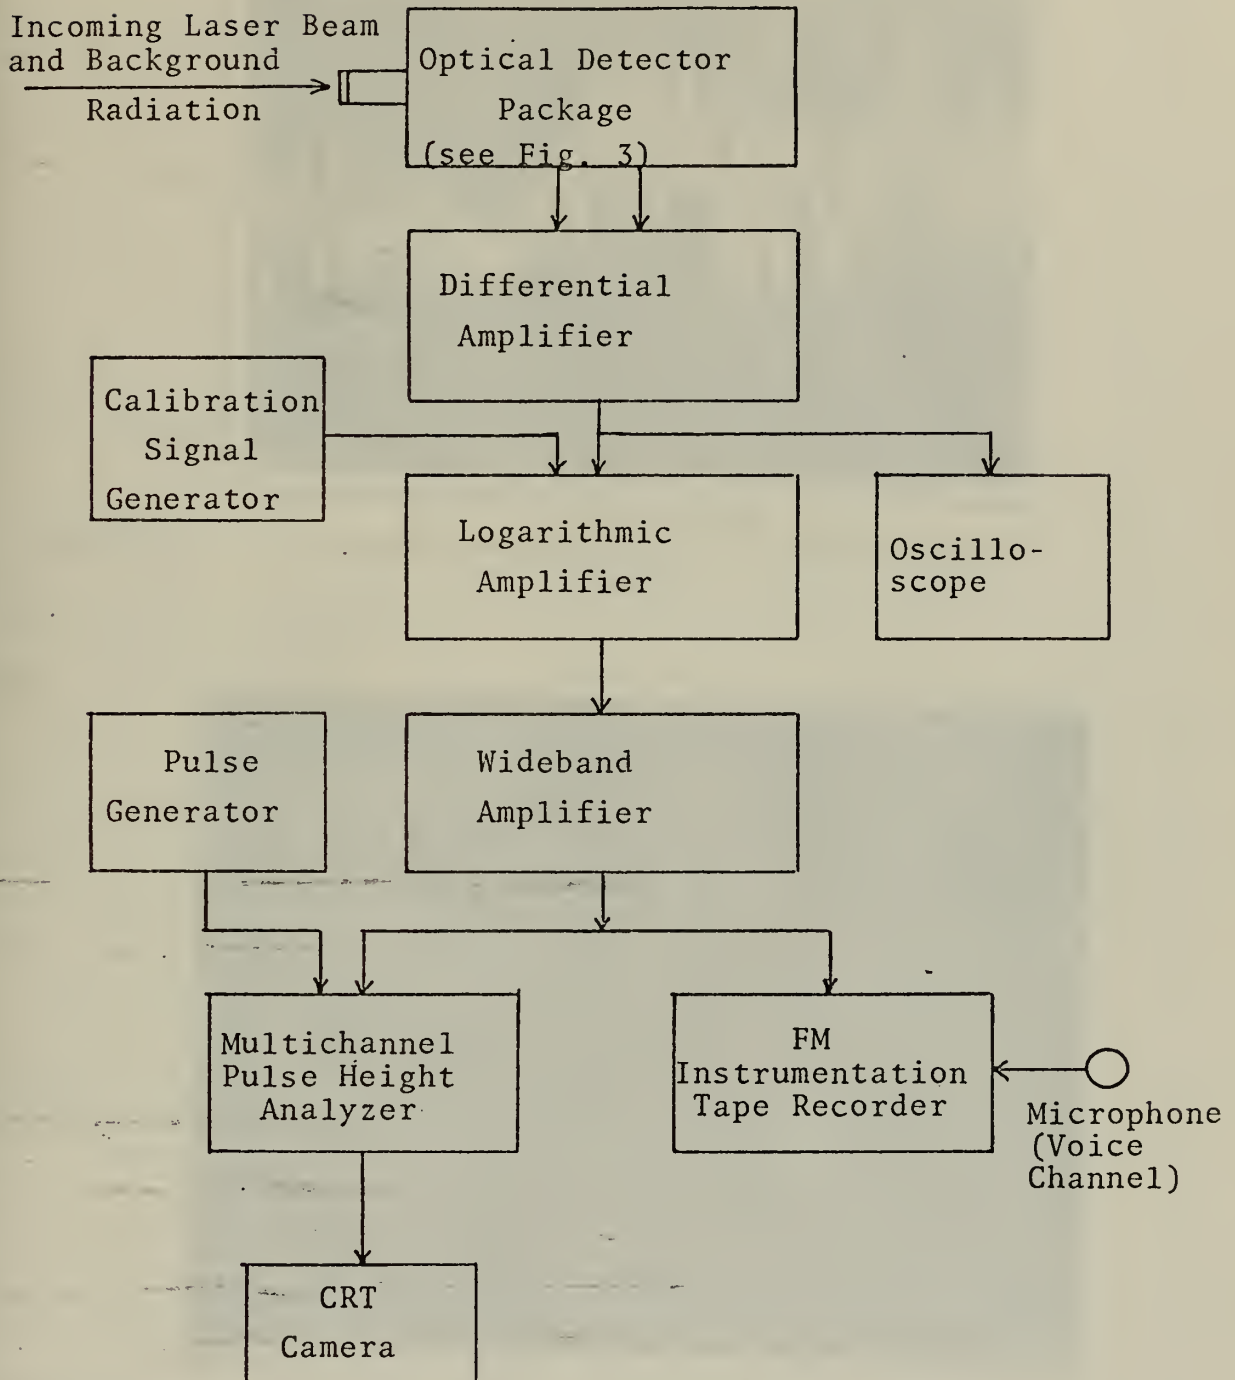 Incoming Laser Beam
and Background
Radiation
Optical Detector
Package
(see Fig. 3)
Differential
Amplifier
Calibration
Signal
Generator
Logarithmic
Amplifier
Oscillo-
scope
Pulse
Generator
Wideband
Amplifier
Multichannel
Pulse Height
Analyzer
FM
Instrumentation
Tape Recorder
Microphone
(Voice
Channel)
CRT
Camera